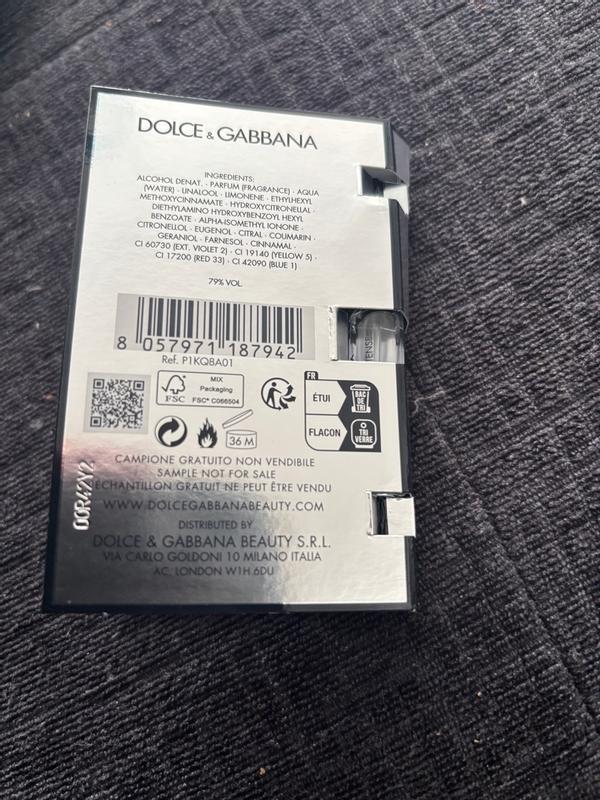 DOLCE & GABBANA
INGREDIENTS:
ALCOHOL DENAT. · PARFUM (FRAGRANCE) · AQUA
(WATER) · LINALOOL · LIMONENE · ETHYLHEXYL
METHOXYCINNAMATE · HYDROXYCITRONELLAL ·
DIETHYLAMINO HYDROXYBENZOYL HEXYL
BENZOATE · ALPHA-ISOMETHYL IONONE ·
CITRONELLOL · EUGENOL · CITRAL · COUMARIN ·
GERANIOL · FARNESOL · CINNAMAL ·
CI 60730 (EXT. VIOLET 2) · CI 19140 (YELLOW 5) ·
CI 17200 (RED 33) · CI 42090 (BLUE 1)
79% VOL.
8 057971 187942
Ref. P1KQBA01
FSC
MIX
Packaging
FSC® C066504
36 M
FR
ÉTUI
BAC
DE
TRI
FLACON
TRI
VERRE
CAMPIONE GRATUITO NON VENDIBILE
SAMPLE NOT FOR SALE
ECHANTILLON GRATUIT NE PEUT ÊTRE VENDU
WWW.DOLCEGABBANABEAUTY.COM
DISTRIBUTED BY
DOLCE & GABBANA BEAUTY S.R.L.
VIA CARLO GOLDONI 10 MILANO ITALIA
AC, LONDON W1H 6DU